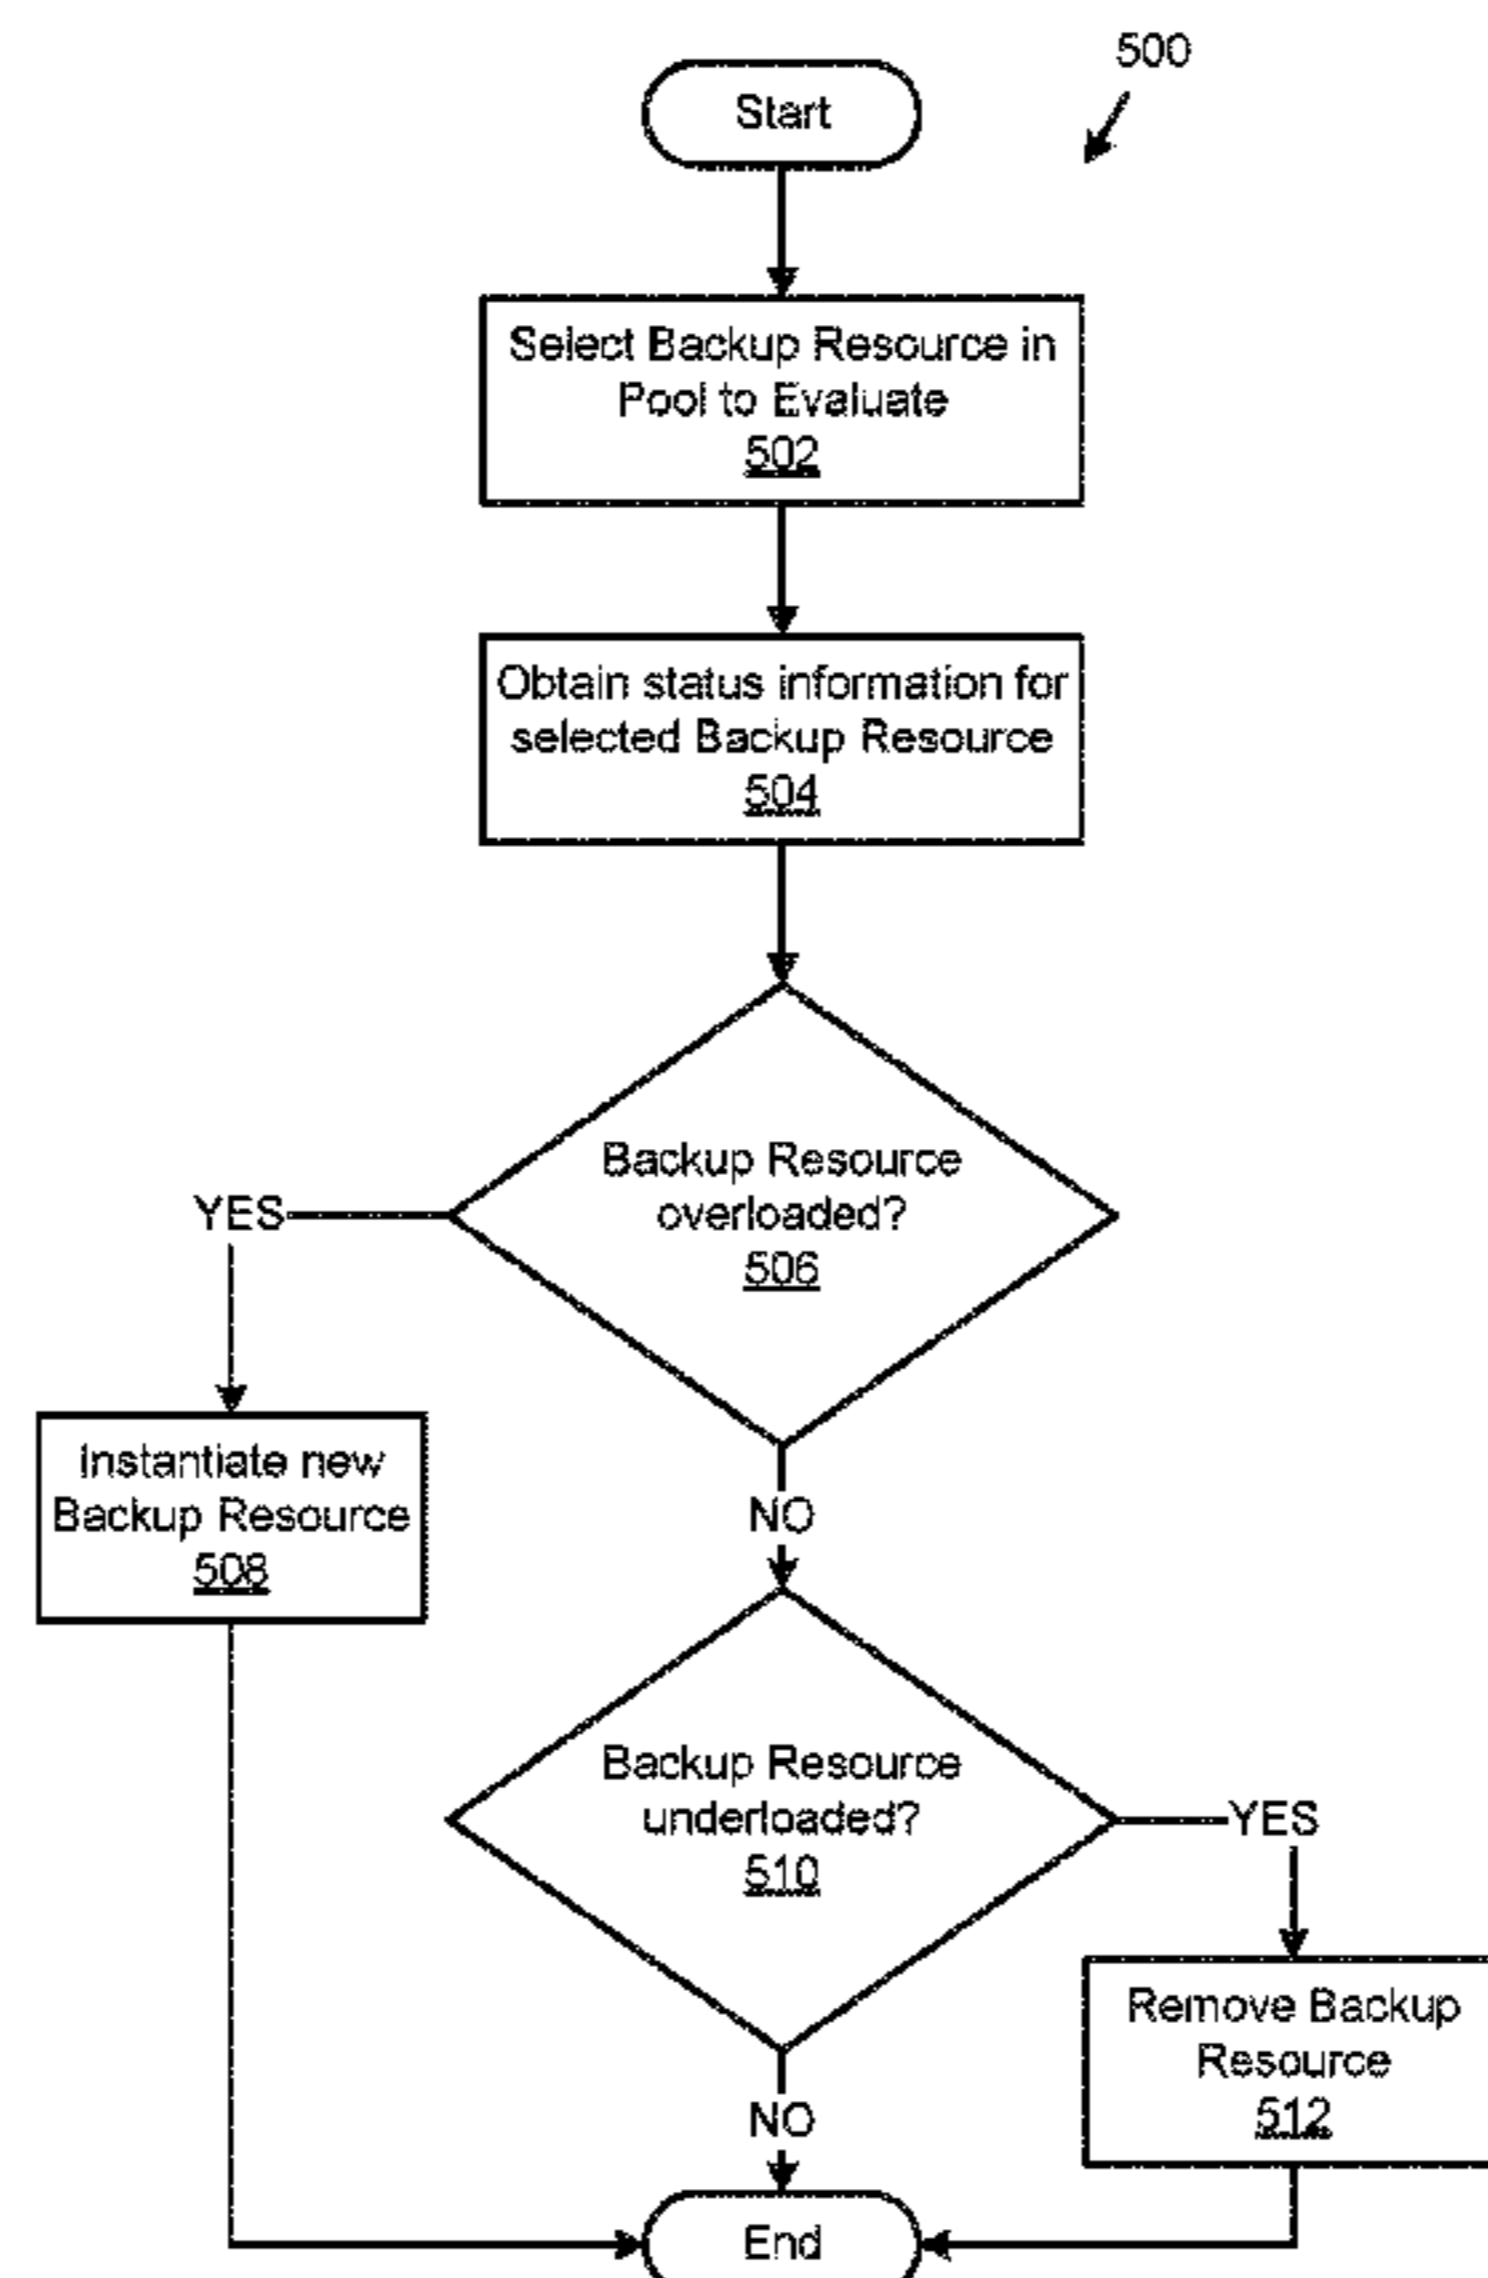 500
Start
Select Backup Resource in
Pool to Evaluate
502
Obtain status information for
selected Backup Resource
504
Backup Resource
overloaded?
506
YES
Instantiate new
Backup Resource
508
NO
Backup Resource
underloaded?
510
YES
Remove Backup
Resource
512
NO
End